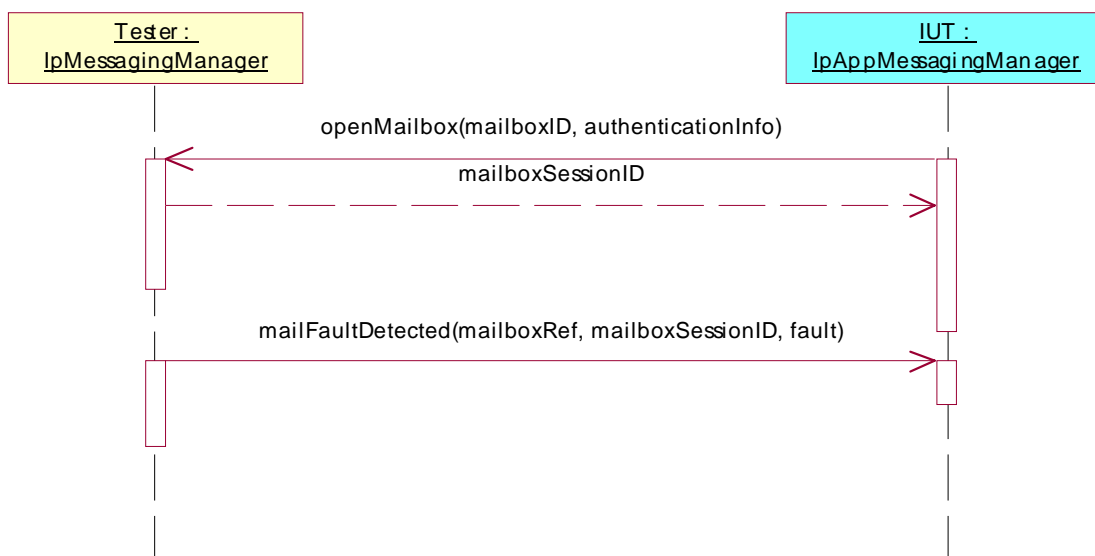 Tester :
IpMessagingManager
IUT :
IpAppMessagingManager
openMailbox(mailboxID, authenticationInfo)
mailboxSessionID
mailFaultDetected(mailboxRef, mailboxSessionID, fault)